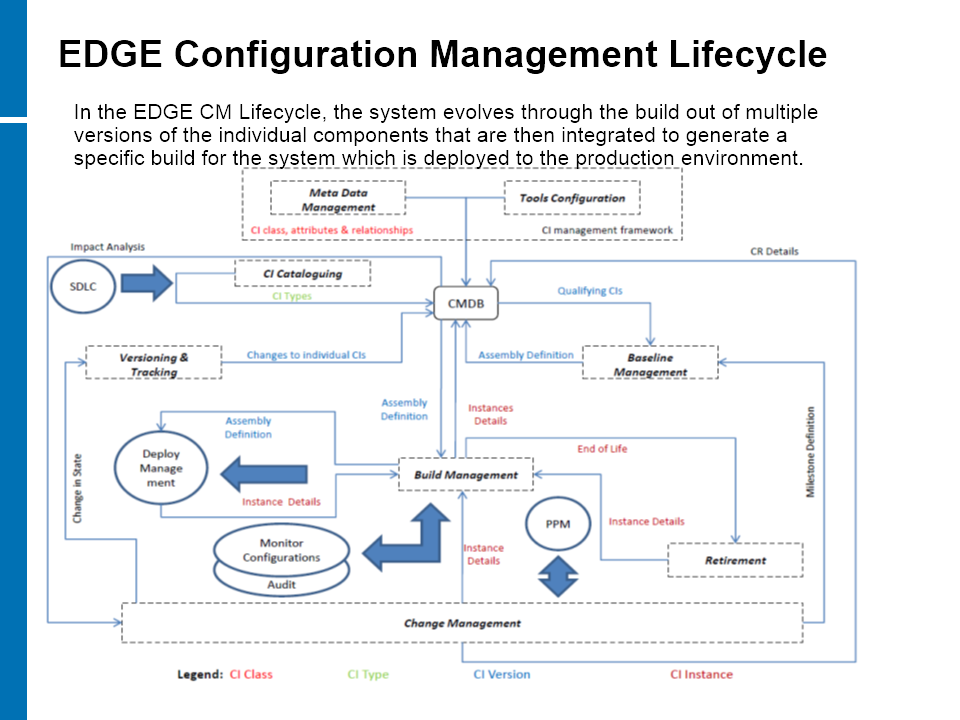 EDGE Configuration Management Lifecycle
In the EDGE CM Lifecycle, the system evolves through the build out of multiple
versions of the individual components that are then integrated to generate a
specific build for the system which is deployed to the production environment.
Meta Data
Management
Tools Configuration
CI class, attributes & relationships
CI management framework
Impact Analysis
CR Details
SDLC
CI Cataloguing
CI Types
CMDB
Qualifying CIs
Versioning &
Tracking
Changes to individual CIs
Assembly Definition
Baseline
Management
Assembly
Definition
Assembly
Definition
Instances
Details
End of Life
Milestone Definition
Change in State
Deploy
Manage
ment
Build Management
Instance Details
PPM
Instance Details
Monitor
Configurations
Audit
Instance
Details
Retirement
Change Management
Legend: CI Class CI Type CI Version CI Instance